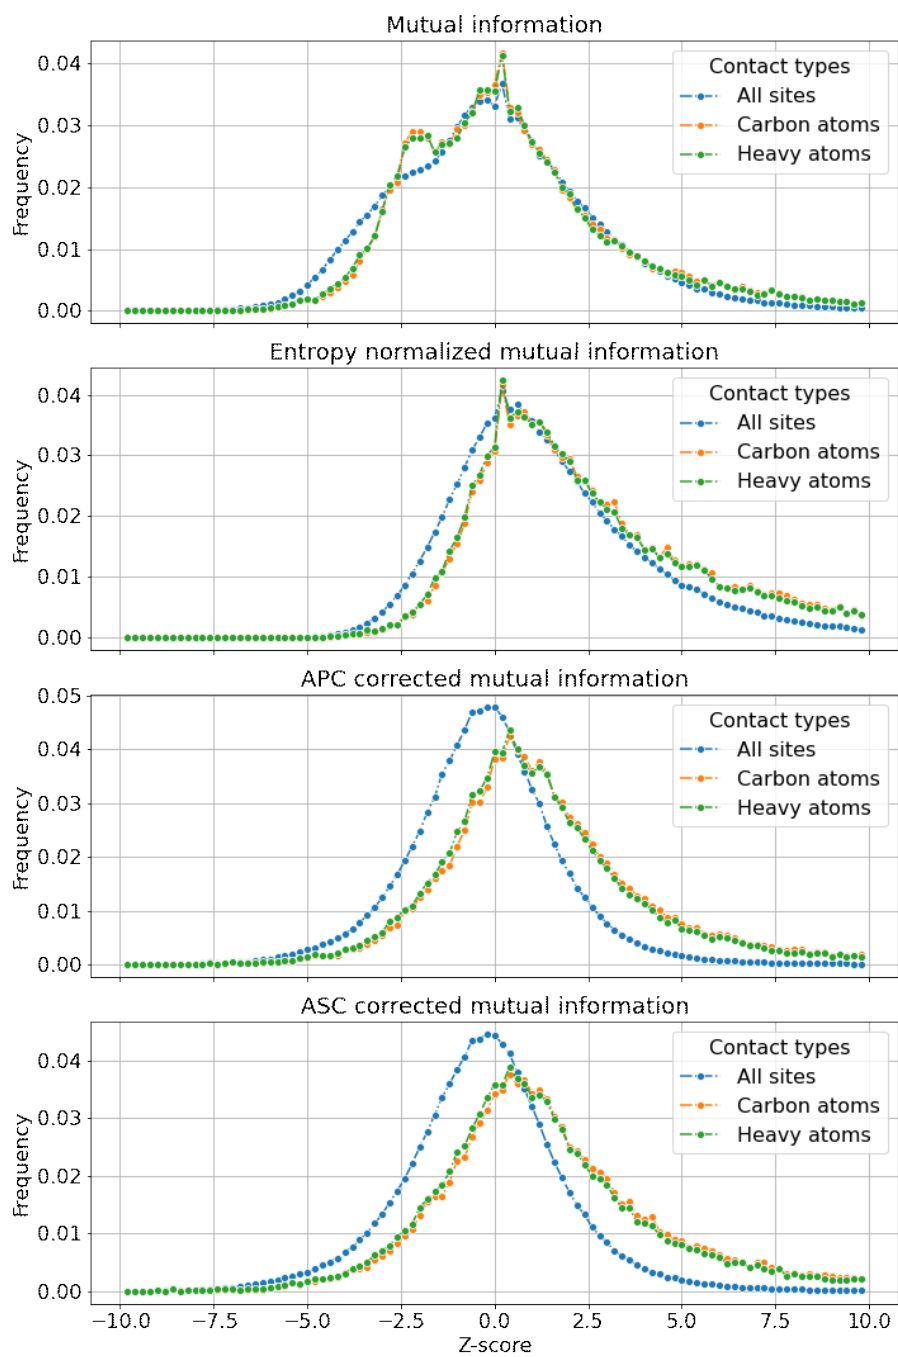 Mutual information
Frequency
0.04
0.03
0.02
0.01
0.00
Contact types
All sites
Carbon atoms
Heavy atoms
Entropy normalized mutual information
Frequency
0.04
0.03
0.02
0.01
0.00
Contact types
All sites
Carbon atoms
Heavy atoms
APC corrected mutual information
Frequency
0.05
0.04
0.03
0.02
0.01
0.00
Contact types
All sites
Carbon atoms
Heavy atoms
ASC corrected mutual information
Frequency
0.04
0.03
0.02
0.01
0.00
Contact types
All sites
Carbon atoms
Heavy atoms
−10.0 −7.5 −5.0 −2.5 0.0 2.5 5.0 7.5 10.0
Z-score